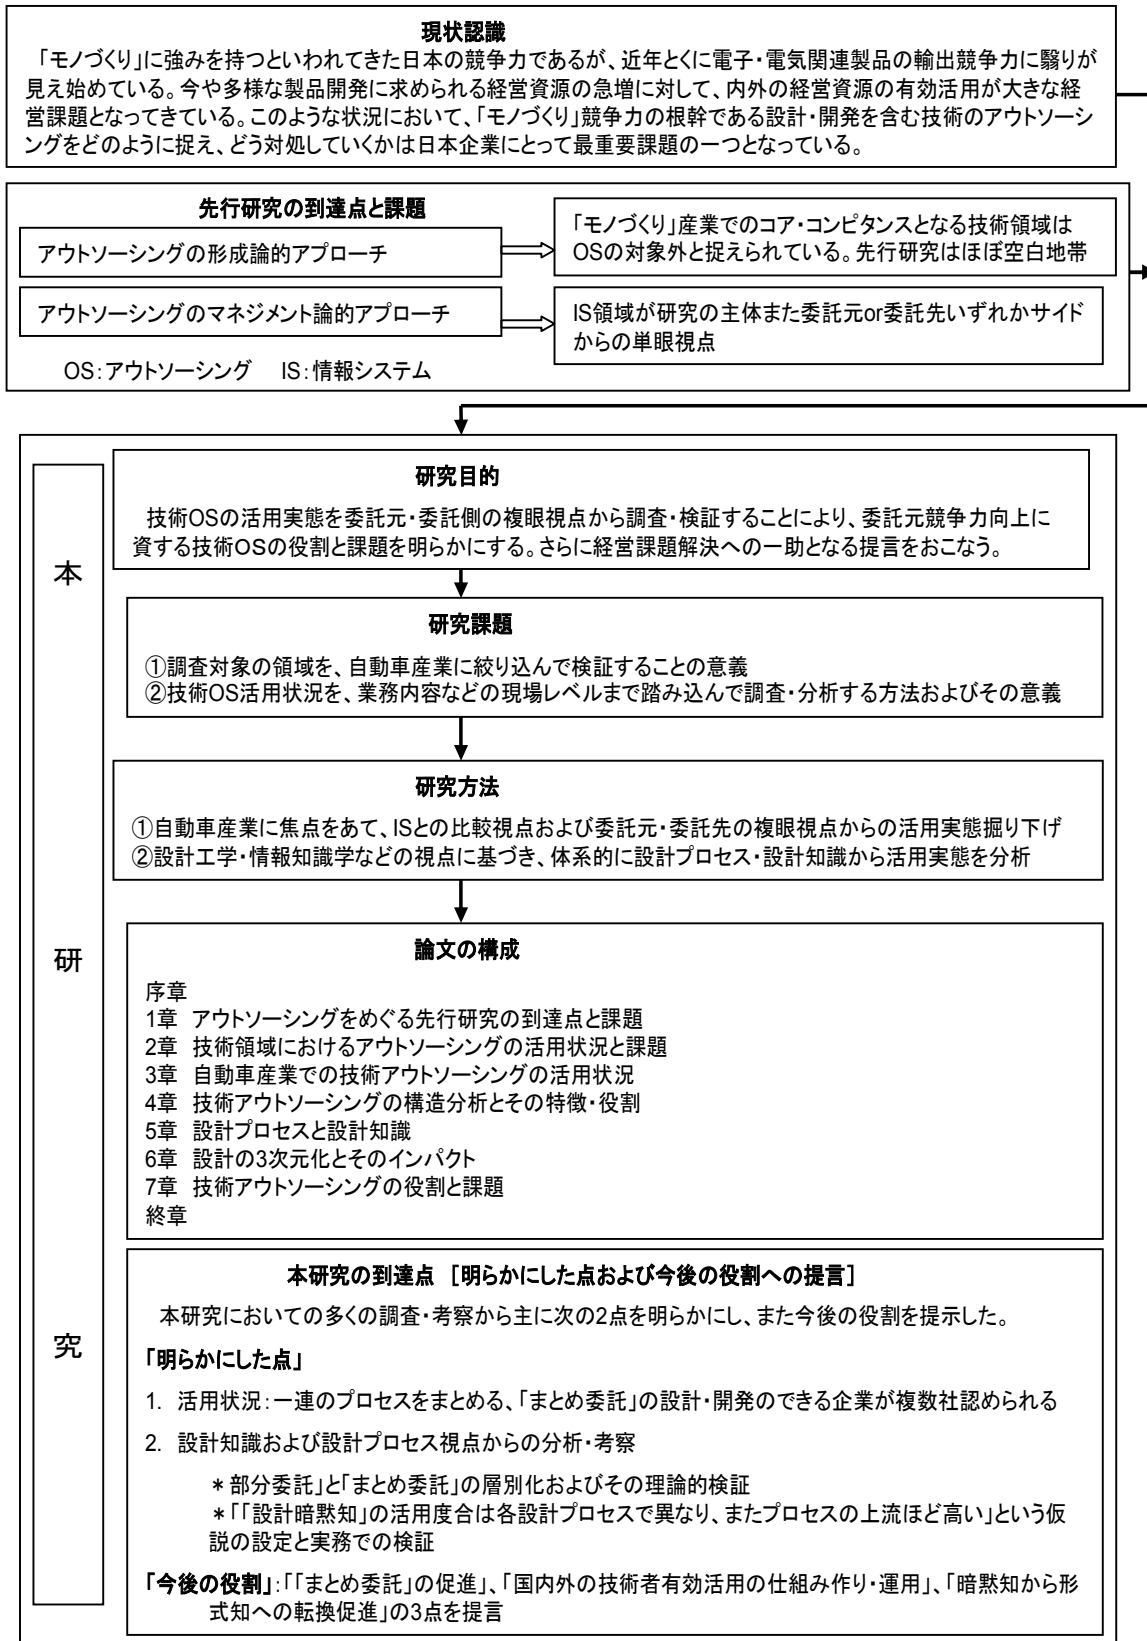 現状認識
「モノづくり」に強みを持つといわれてきた日本の競争力であるが、近年とくに電子・電気関連製品の輸出競争力に翳りが
見え始めている。今や多様な製品開発に求められる経営資源の急増に対して、内外の経営資源の有効活用が大きな経
営課題となってきている。このような状況において、「モノづくり」競争力の根幹である設計・開発を含む技術のアウトソーシ
ングをどのように捉え、どう対処していくかは日本企業にとって最重要課題の一つとなっている。
先行研究の到達点と課題
アウトソーシングの形成論的アプローチ
「モノづくり」産業でのコア・コンピタンスとなる技術領域は
OSの対象外と捉えられている。先行研究はほぼ空白地帯
アウトソーシングのマネジメント論的アプローチ
IS領域が研究の主体また委託元or委託先いずれかサイド
からの単眼視点
OS：アウトソーシング　IS：情報システム
本
研
究
研究目的
技術OSの活用実態を委託元・委託側の複眼視点から調査・検証することにより、委託元競争力向上に
資する技術OSの役割と課題を明らかにする。さらに経営課題解決への一助となる提言をおこなう。
研究課題
①調査対象の領域を、自動車産業に絞り込んで検証することの意義
②技術OS活用状況を、業務内容などの現場レベルまで踏み込んで調査・分析する方法およびその意義
研究方法
①自動車産業に焦点をあて、ISとの比較視点および委託元・委託先の複眼視点からの活用実態掘り下げ
②設計工学・情報知識学などの視点に基づき、体系的に設計プロセス・設計知識から活用実態を分析
論文の構成
序章
1章 アウトソーシングをめぐる先行研究の到達点と課題
2章 技術領域におけるアウトソーシングの活用状況と課題
3章 自動車産業での技術アウトソーシングの活用状況
4章 技術アウトソーシングの構造分析とその特徴・役割
5章 設計プロセスと設計知識
6章 設計の3次元化とそのインパクト
7章 技術アウトソーシングの役割と課題
終章
本研究の到達点 ［明らかにした点および今後の役割への提言］
本研究においての多くの調査・考察から主に次の2点を明らかにし、また今後の役割を提示した。
「明らかにした点」
1. 活用状況：一連のプロセスをまとめる、「まとめ委託」の設計・開発のできる企業が複数社認められる
2. 設計知識および設計プロセス視点からの分析・考察
＊部分委託」と「まとめ委託」の層別化およびその理論的検証
＊「「設計暗黙知」の活用度合は各設計プロセスで異なり、またプロセスの上流ほど高い」という仮
説の設定と実務での検証
「今後の役割」：「「まとめ委託」の促進」、「国内外の技術者有効活用の仕組み作り・運用」、「暗黙知から形
式知への転換促進」の3点を提言